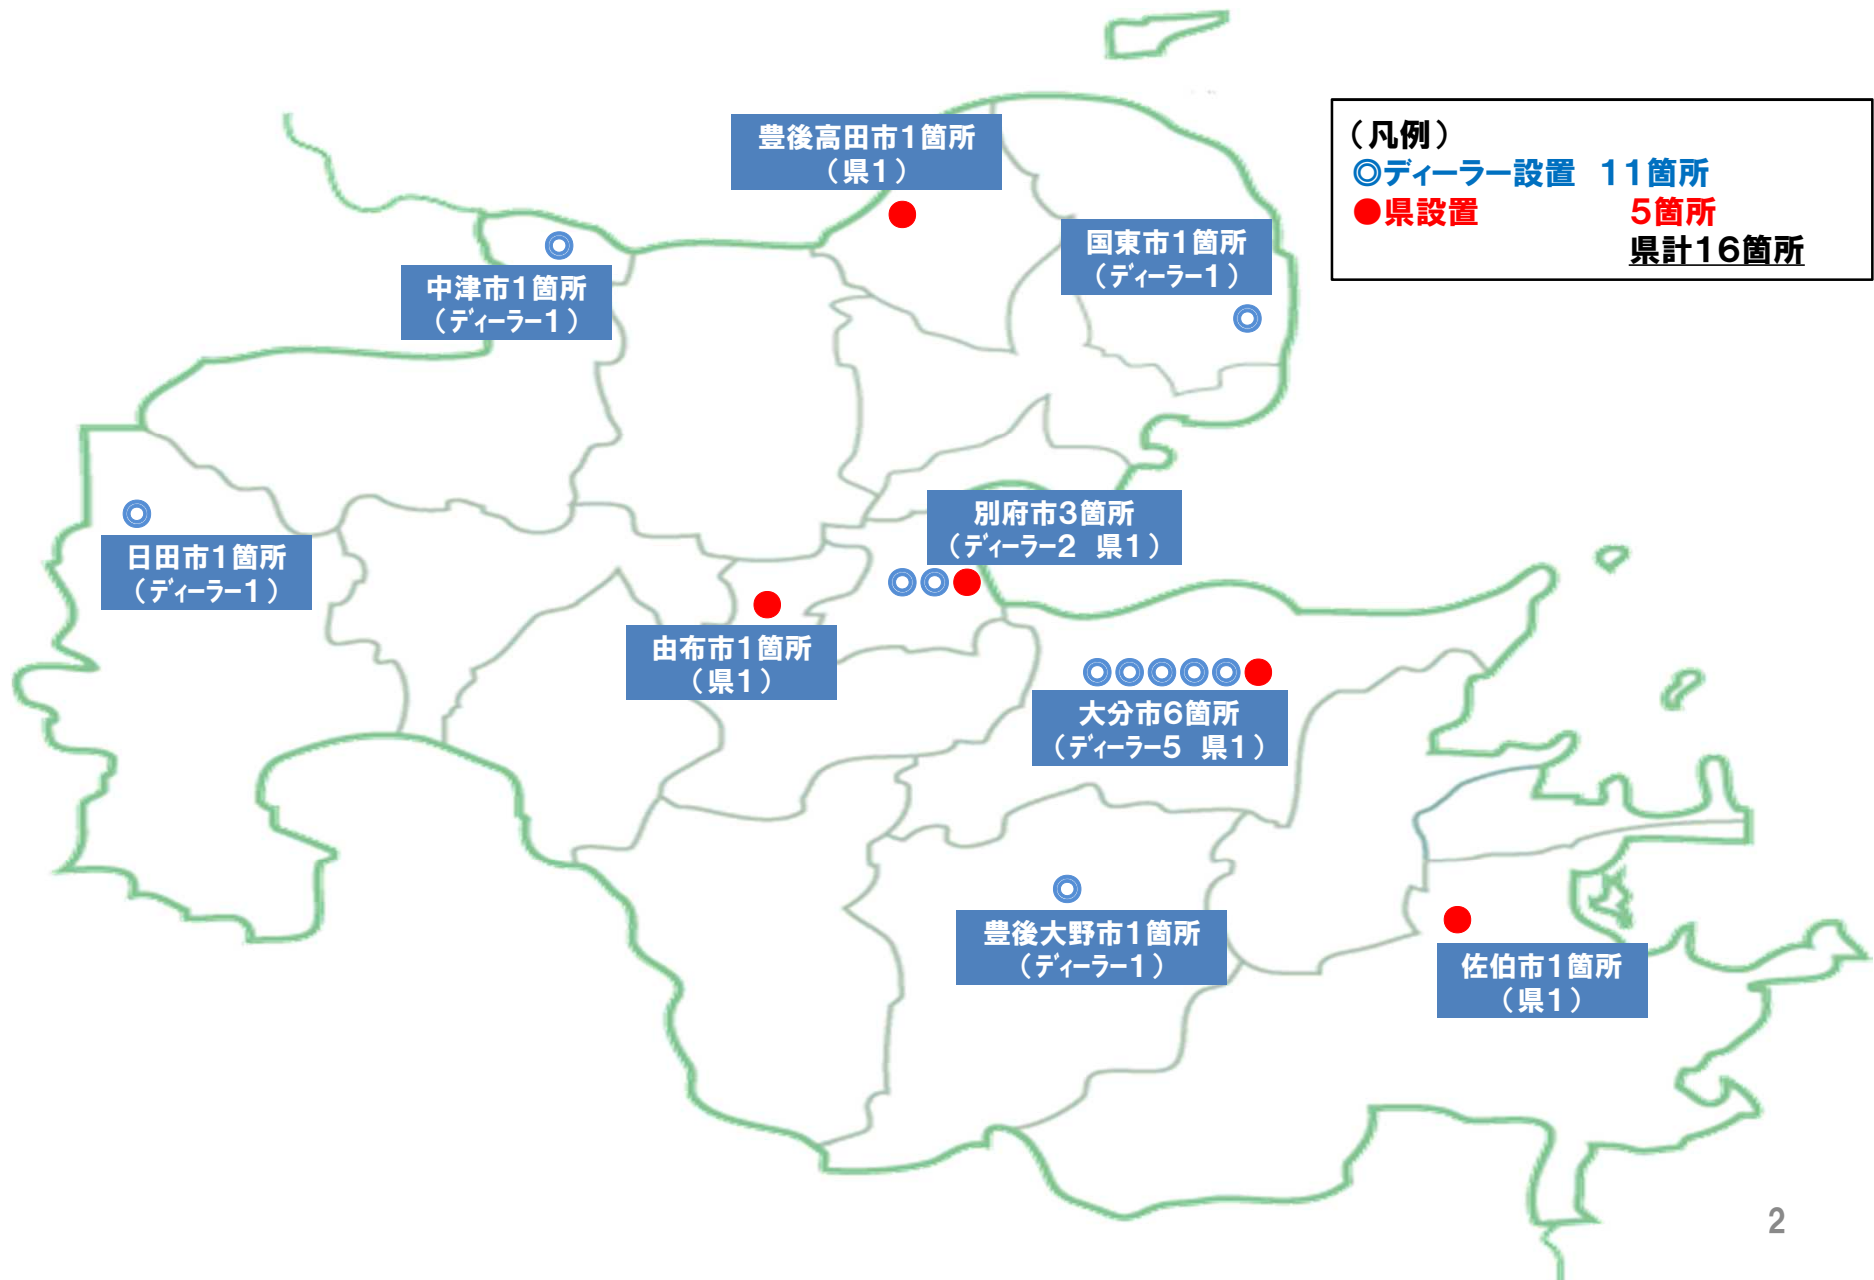 豊後高田市1箇所
（県1）
（凡例）
◎ディーラー設置　11箇所
●県設置　5箇所
県計16箇所
国東市1箇所
（ディーラー1）
中津市1箇所
（ディーラー1）
別府市3箇所
（ディーラー2　県1）
日田市1箇所
（ディーラー1）
由布市1箇所
（県1）
大分市6箇所
（ディーラー5　県1）
豊後大野市1箇所
（ディーラー1）
佐伯市1箇所
（県1）
2